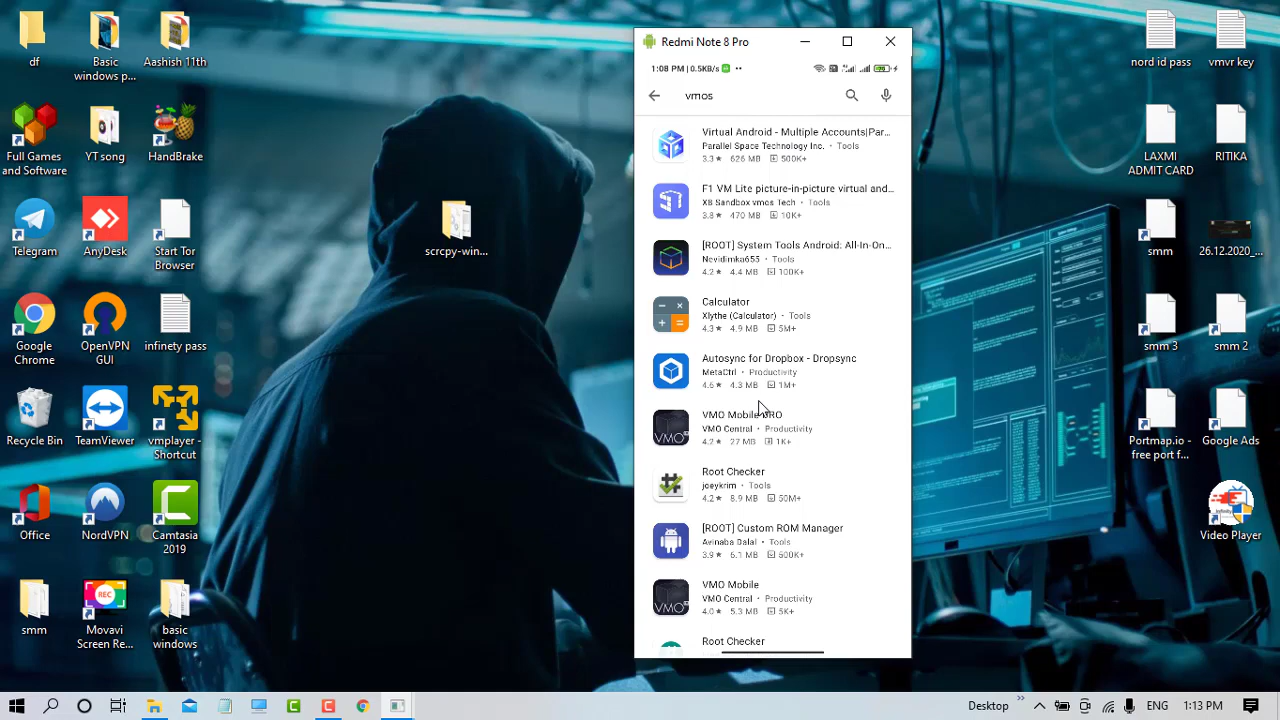 df
Basic
windows p...
Aashish 11th
Full Games
and Software
YT song
HandBrake
Telegram
AnyDesk
Start Tor
Browser
Google
Chrome
OpenVPN
GUI
infinety pass
Recycle Bin
TeamViewer
vmplayer -
Shortcut
Office
NordVPN
Camtasia
2019
smm
REC
Movavi
Screen Re...
basic
windows
scrcpy-win...
Redmi Note 8 Pro
1:08 PM | 0.5KB/s
vmos
Virtual Android - Multiple Accounts|Par...
Parallel Space Technology Inc. • Tools
3.3★ 626 MB 500K+
F1 VM Lite picture-in-picture virtual and...
X8 Sandbox vmos Tech • Tools
3.8★ 470 MB 10K+
[ROOT] System Tools Android: All-In-On...
Nevidimka655 • Tools
4.2★ 4.4 MB 100K+
Calculator
Xlythe (Calculator) • Tools
4.3★ 4.9 MB 5M+
Autosync for Dropbox - Dropsync
MetaCtrl • Productivity
4.6★ 4.3 MB 1M+
VMO
VMO Mobile PRO
VMO Central • Productivity
4.2★ 27 MB 1K+
Root Checker
joeykrim • Tools
4.2★ 8.9 MB 50M+
[ROOT] Custom ROM Manager
Avinaba Dalal • Tools
3.9★ 6.1 MB 500K+
VMO
VMO Mobile
VMO Central • Productivity
4.0★ 5.3 MB 5K+
Root Checker
nord id pass
vmvr key
LAXMI
ADMIT CARD
RITIKA
smm
26.12.2020_...
smm 3
smm 2
Portmap.io -
free port f...
Google Ads
Infinity
Video Player
Desktop
ENG
1:13 PM